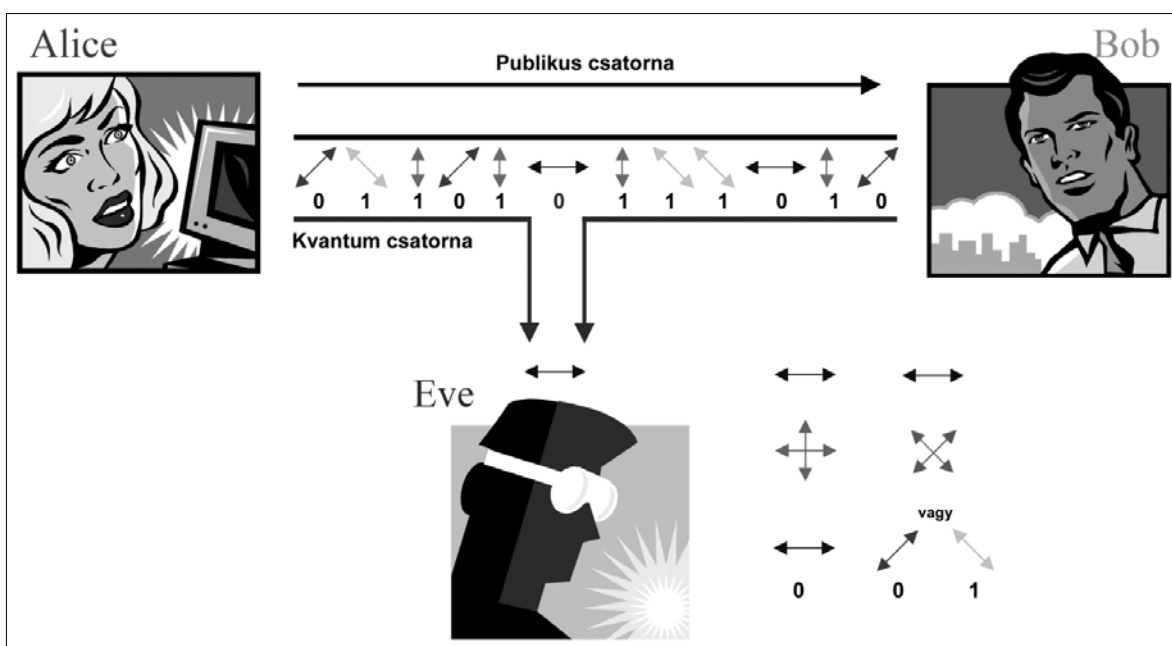 Alice
Bob
Publikus csatorna
0 1 1 0 1 0 1 1 1 0 1 0
Kvantum csatorna
Eve
vagy
0 0 1